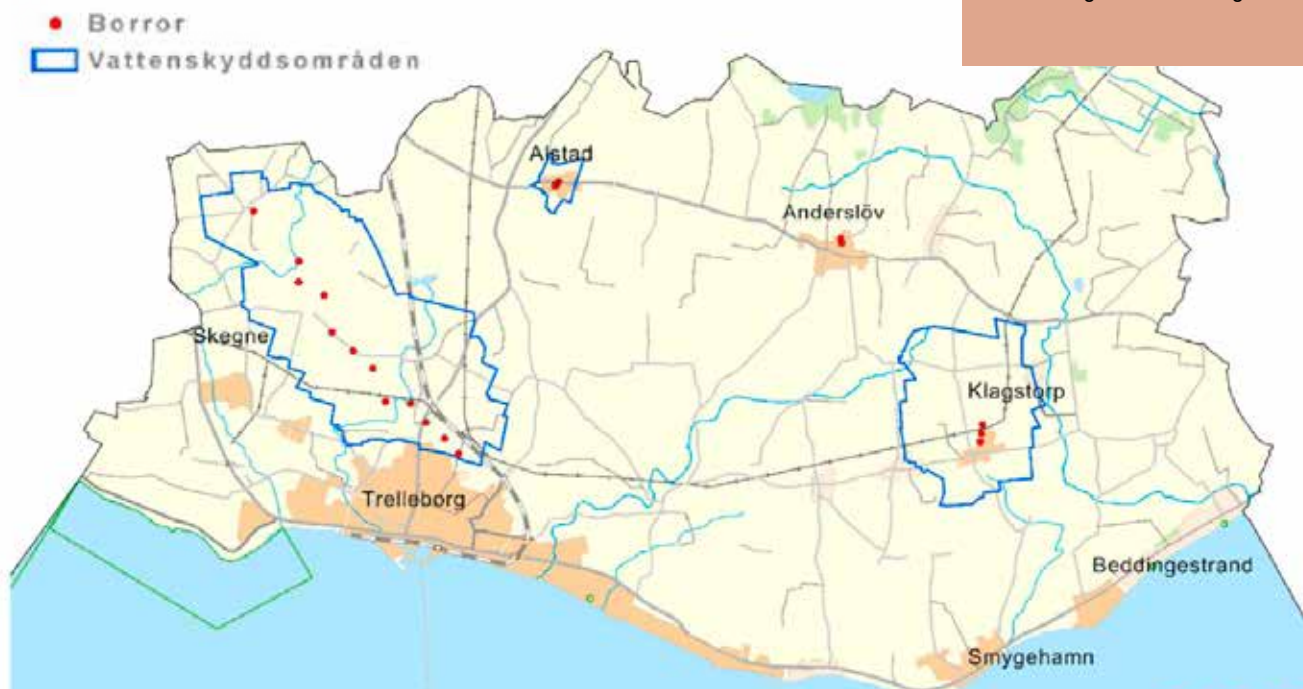 Borror
Vattenskyddsområden
Alstad
Anderslöv
Skegne
Klagstorp
Trelleborg
Beddingestrand
Smygehamn